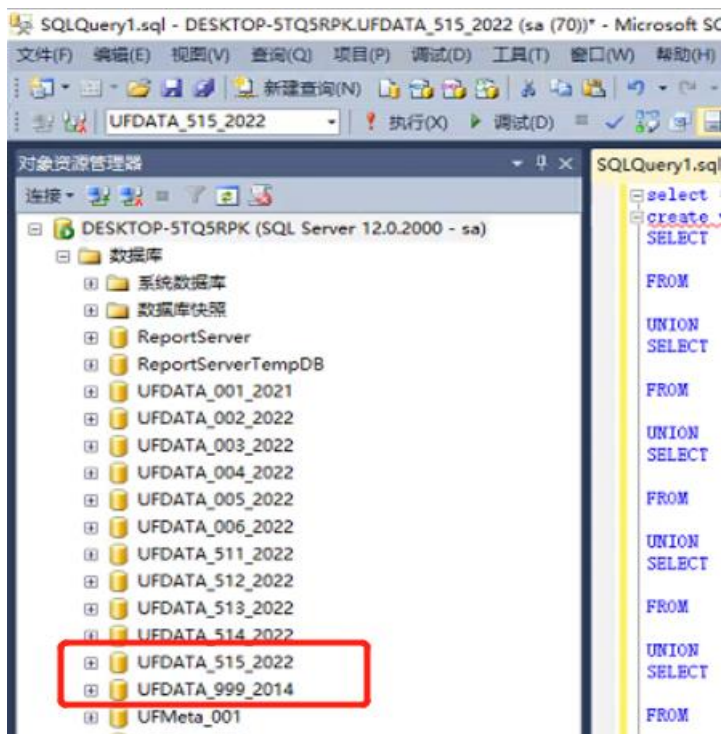 SQLQuery1.sql - DESKTOP-5TQ5RPK.UFDATA_515_2022 (sa (70))* - Microsoft SQ
文件(F) 编辑(E) 视图(V) 查询(Q) 项目(P) 调试(D) 工具(T) 窗口(W) 帮助(H)
新建查询(N)
UFDATA_515_2022 执行(X) 调试(D)
对象资源管理器
SQLQuery1.sql
连接
select
DESKTOP-5TQ5RPK (SQL Server 12.0.2000 - sa)
create v
SELECT
数据库
系统数据库
FROM
数据库快照
UNION
ReportServer
SELECT
ReportServerTempDB
UFDATA_001_2021
FROM
UFDATA_002_2022
UNION
UFDATA_003_2022
SELECT
UFDATA_004_2022
UFDATA_005_2022
FROM
UFDATA_006_2022
UNION
UFDATA_511_2022
SELECT
UFDATA_512_2022
UFDATA_513_2022
FROM
UFDATA_514_2022
UNION
UFDATA_515_2022
SELECT
UFDATA_999_2014
UFMeta_001
FROM